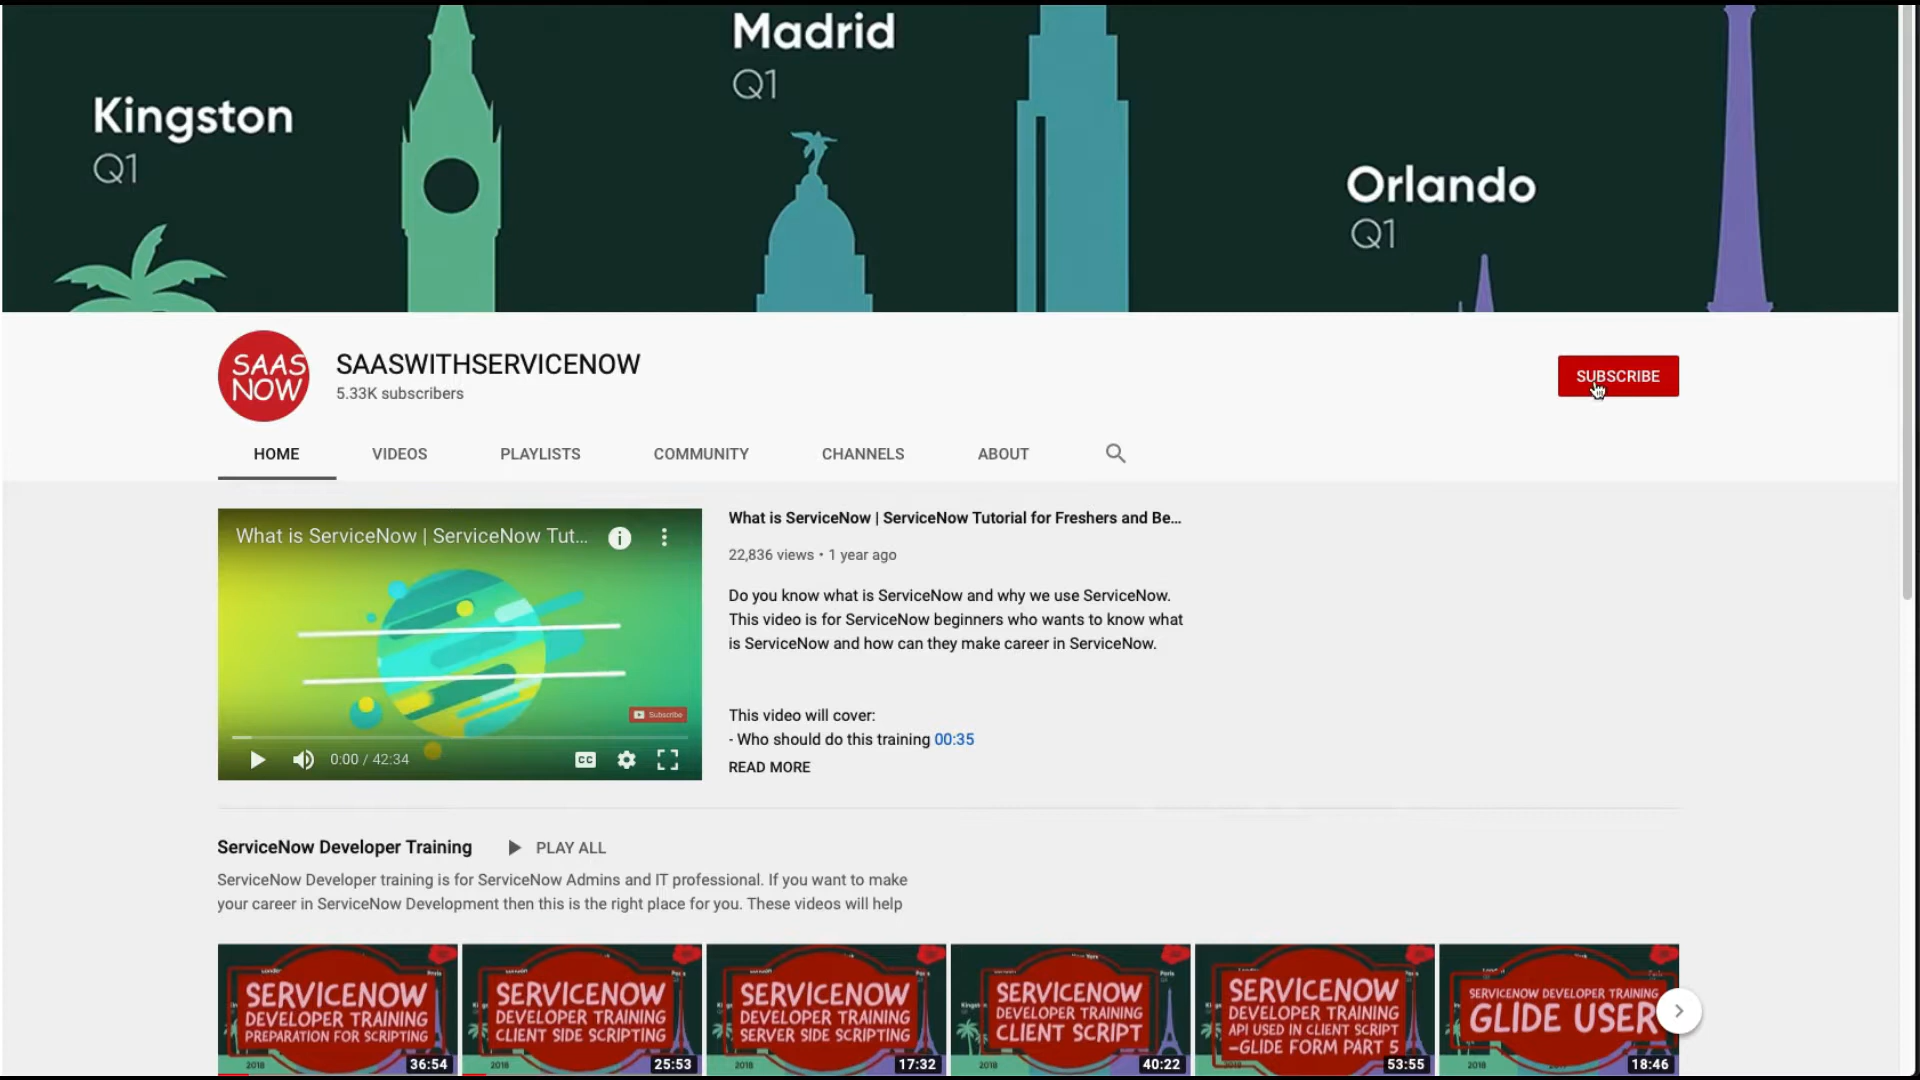 Madrid
Q1
Kingston
Q1
Orlando
Q1
SAAS
NOW
SAASWITHSERVICENOW
5.33K subscribers
SUBSCRIBE
HOME VIDEOS PLAYLISTS COMMUNITY CHANNELS ABOUT
What is ServiceNow | ServiceNow Tut...
Subscribe
0:00 / 42:34
CC
What is ServiceNow | ServiceNow Tutorial for Freshers and Be...
22,836 views • 1 year ago
Do you know what is ServiceNow and why we use ServiceNow.
This video is for ServiceNow beginners who wants to know what
is ServiceNow and how can they make career in ServiceNow.
This video will cover:
- Who should do this training 00:35
READ MORE
ServiceNow Developer Training PLAY ALL
ServiceNow Developer training is for ServiceNow Admins and IT professional. If you want to make
your career in ServiceNow Development then this is the right place for you. These videos will help
SERVICENOW
DEVELOPER TRAINING
PREPARATION FOR SCRIPTING
2018
36:54
SERVICENOW
DEVELOPER TRAINING
CLIENT SIDE SCRIPTING
2018
25:53
SERVICENOW
DEVELOPER TRAINING
SERVER SIDE SCRIPTING
2018
17:32
SERVICENOW
DEVELOPER TRAINING
CLIENT SCRIPT
2018
40:22
SERVICENOW
DEVELOPER TRAINING
API USED IN CLIENT SCRIPT
-GLIDE FORM PART 5
2018
53:55
SERVICENOW DEVELOPER TRAINING
GLIDE USER
2018
18:46